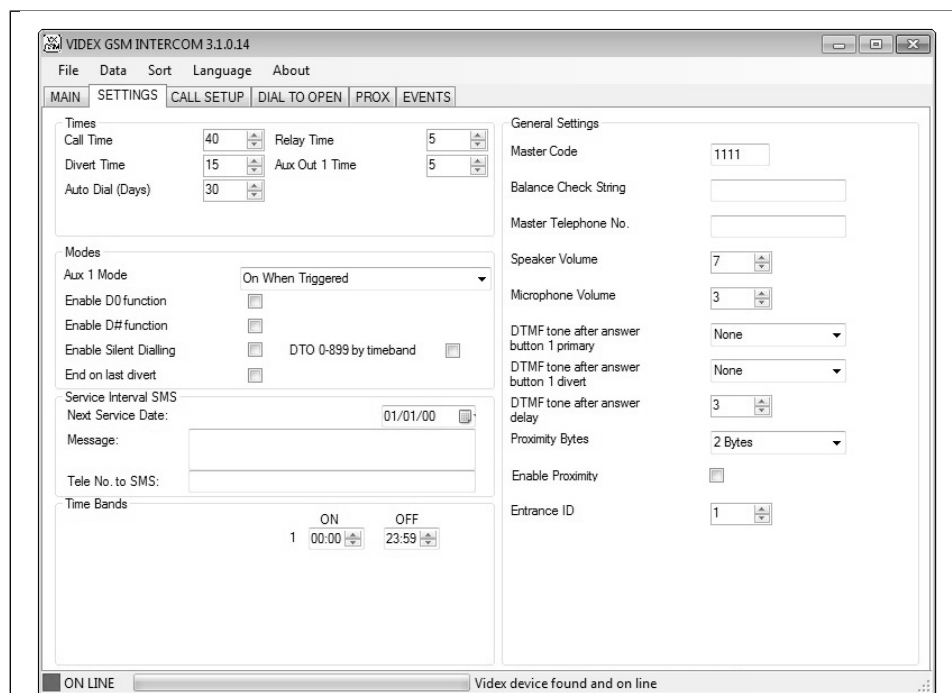 VIDEX GSM INTERCOM 3.1.0.14
File Data Sort Language About
MAIN SETTINGS CALL SETUP DIAL TO OPEN PROX EVENTS
Times
Call Time 40 Relay Time 5
Divert Time 15 Aux Out 1 Time 5
Auto Dial (Days) 30
Modes
Aux 1 Mode On When Triggered
Enable D0 function
Enable D# function
Enable Silent Dialling DTO 0-899 by timeband
End on last divert
Service Interval SMS
Next Service Date: 01/01/00
Message:
Tele No. to SMS:
Time Bands
ON OFF
1 00:00 23:59
General Settings
Master Code 1111
Balance Check String
Master Telephone No.
Speaker Volume 7
Microphone Volume 3
DTMF tone after answer
button 1 primary None
DTMF tone after answer
button 1 divert None
DTMF tone after answer
delay 3
Proximity Bytes 2 Bytes
Enable Proximity
Entrance ID 1
ON LINE Videx device found and on line